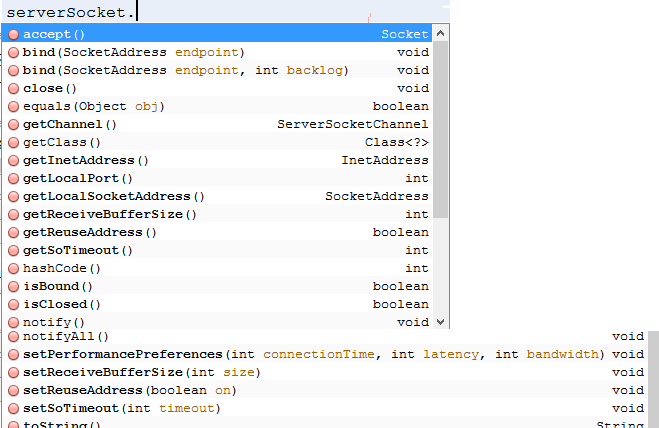 serverSocket.
accept() Socket
bind(SocketAddress endpoint) void
bind(SocketAddress endpoint, int backlog) void
close() void
equals(Object obj) boolean
getChannel() ServerSocketChannel
getClass() Class<?>
getInetAddress() InetAddress
getLocalPort() int
getLocalSocketAddress() SocketAddress
getReceiveBufferSize() int
getReuseAddress() boolean
getSoTimeout() int
hashCode() int
isBound() boolean
isClosed() boolean
notify() void
notifyAll() void
setPerformancePreferences(int connectionTime, int latency, int bandwidth) void
setReceiveBufferSize(int size) void
setReuseAddress(boolean on) void
setSoTimeout(int timeout) void
toString() String